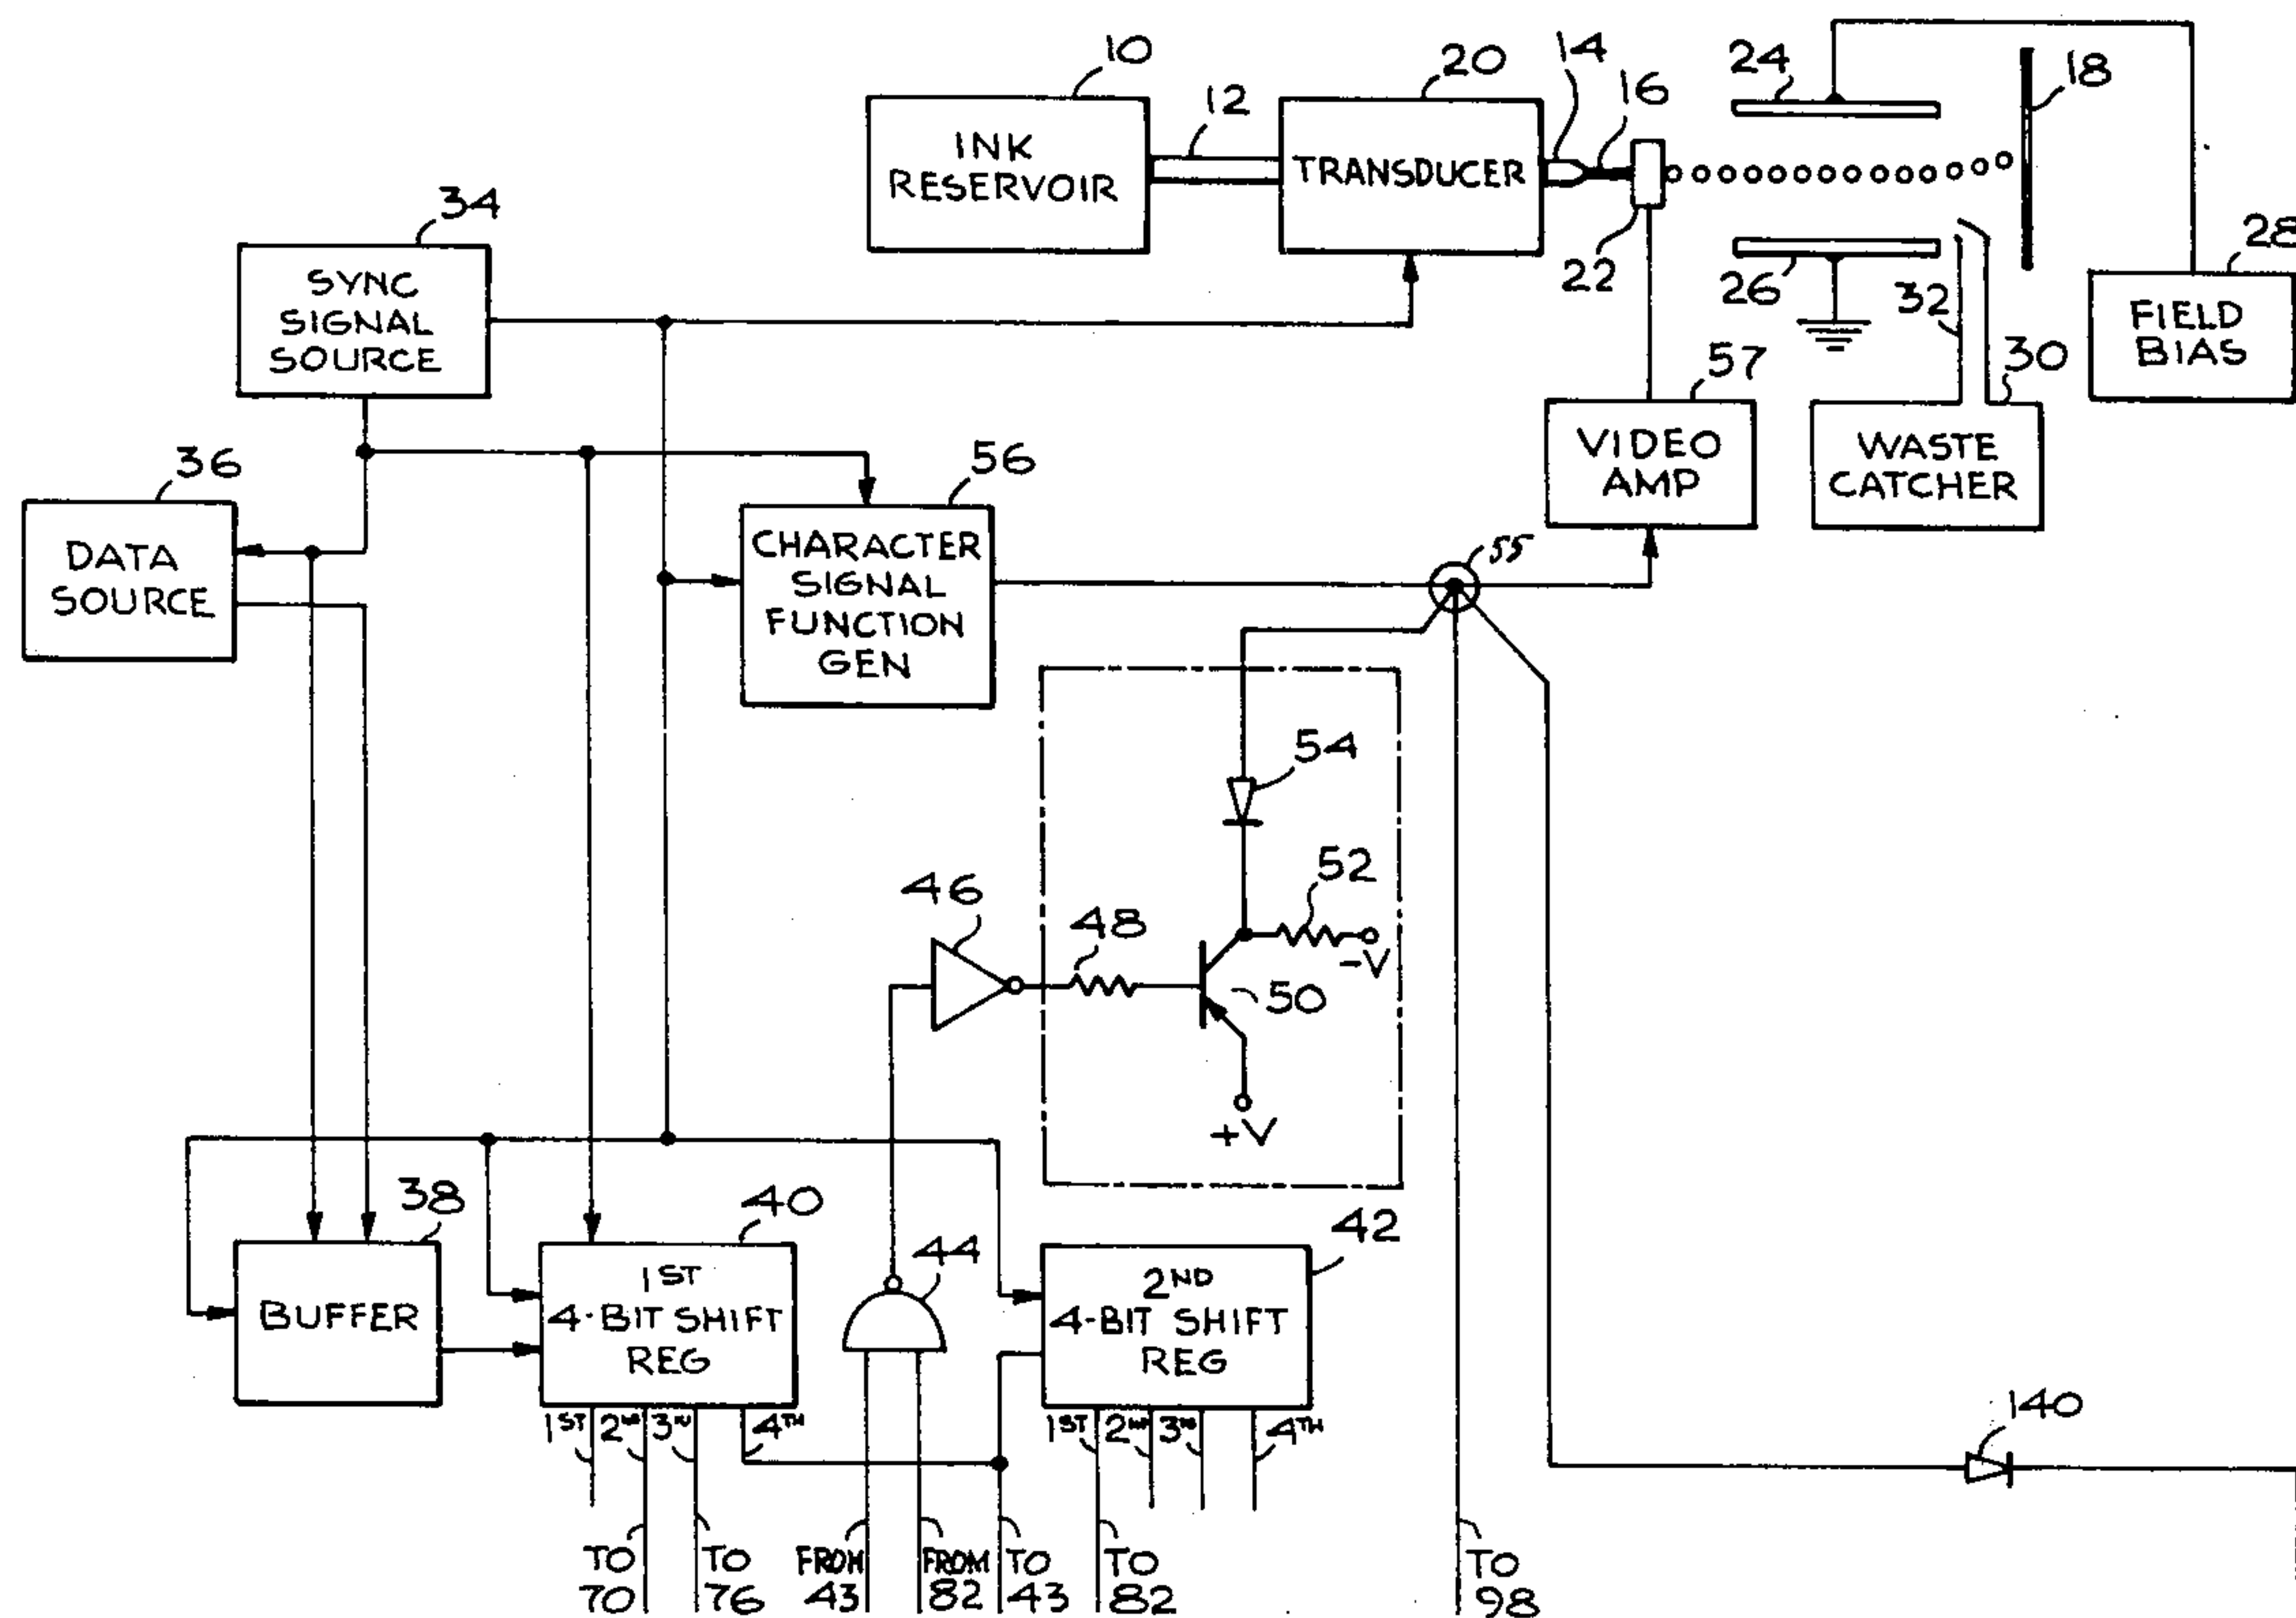 10
12
20
14
16
24
18
INK
RESERVOIR
TRANSDUCER
34
22
26
32
28
SYNC
SIGNAL
SOURCE
FIELD
BIAS
57
30
36
56
VIDEO
AMP
WASTE
CATCHER
DATA
SOURCE
CHARACTER
SIGNAL
FUNCTION
GEN
55
54
52
46
48
-V
50
+V
38
40
44
42
BUFFER
1ST
4-BIT SHIFT
REG
2ND
4-BIT SHIFT
REG
140
1ST 2ND 3RD 4TH
1ST 2ND 3RD 4TH
TO
70
TO
76
FROM
43
FROM
82
TO
43
TO
82
TO
98